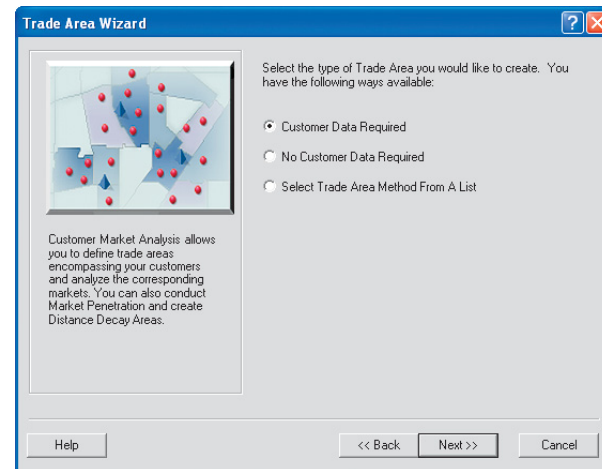 Trade Area Wizard
Select the type of Trade Area you would like to create. You
have the following ways available:
Customer Data Required
No Customer Data Required
Select Trade Area Method From A List
Customer Market Analysis allows
you to define trade areas
encompassing your customers
and analyze the corresponding
markets. You can also conduct
Market Penetration and create
Distance Decay Areas.
Help
<< Back
Next >>
Cancel